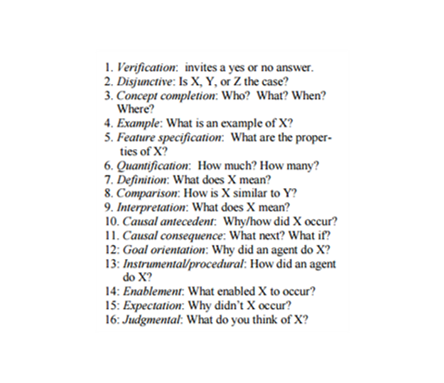 1. Verification: invites a yes or no answer.
2. Disjunctive: Is X, Y, or Z the case?
3. Concept completion: Who? What? When?
Where?
4. Example: What is an example of X?
5. Feature specification: What are the proper-
ties of X?
6. Quantification: How much? How many?
7. Definition: What does X mean?
8. Comparison: How is X similar to Y?
9. Interpretation: What does X mean?
10. Causal antecedent: Why/how did X occur?
11. Causal consequence: What next? What if?
12: Goal orientation: Why did an agent do X?
13: Instrumental/procedural: How did an agent
do X?
14: Enablement: What enabled X to occur?
15: Expectation: Why didn't X occur?
16: Judgmental: What do you think of X?